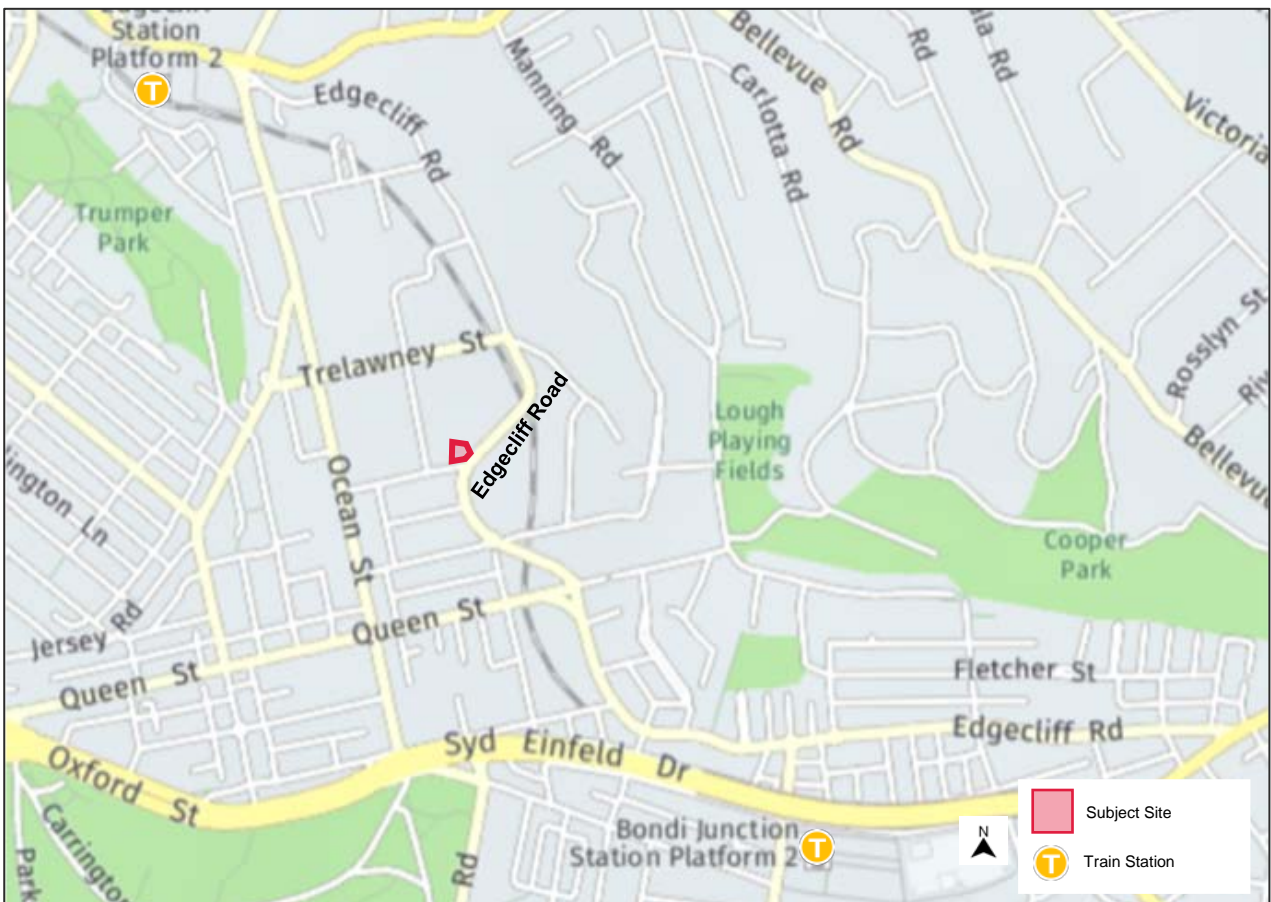 Station
Platform 2
Edgecliff
Rd
Manning
Rd
Bellevue
Rd
Carlotta Rd
Rd
Rd
Victoria
Trumper
Park
Trelawney St
Edgecliff Road
Lough
Playing
Fields
Rosslyn St
Bellevue
Ocean St
Cooper
Park
Jersey Rd
Queen St
Queen St
Fletcher St
Edgecliff Rd
Syd Einfeld Dr
Oxford St
Carrington
Park
Rd
Bondi Junction
Station Platform 2
T
T
N
Subject Site
T
Train Station